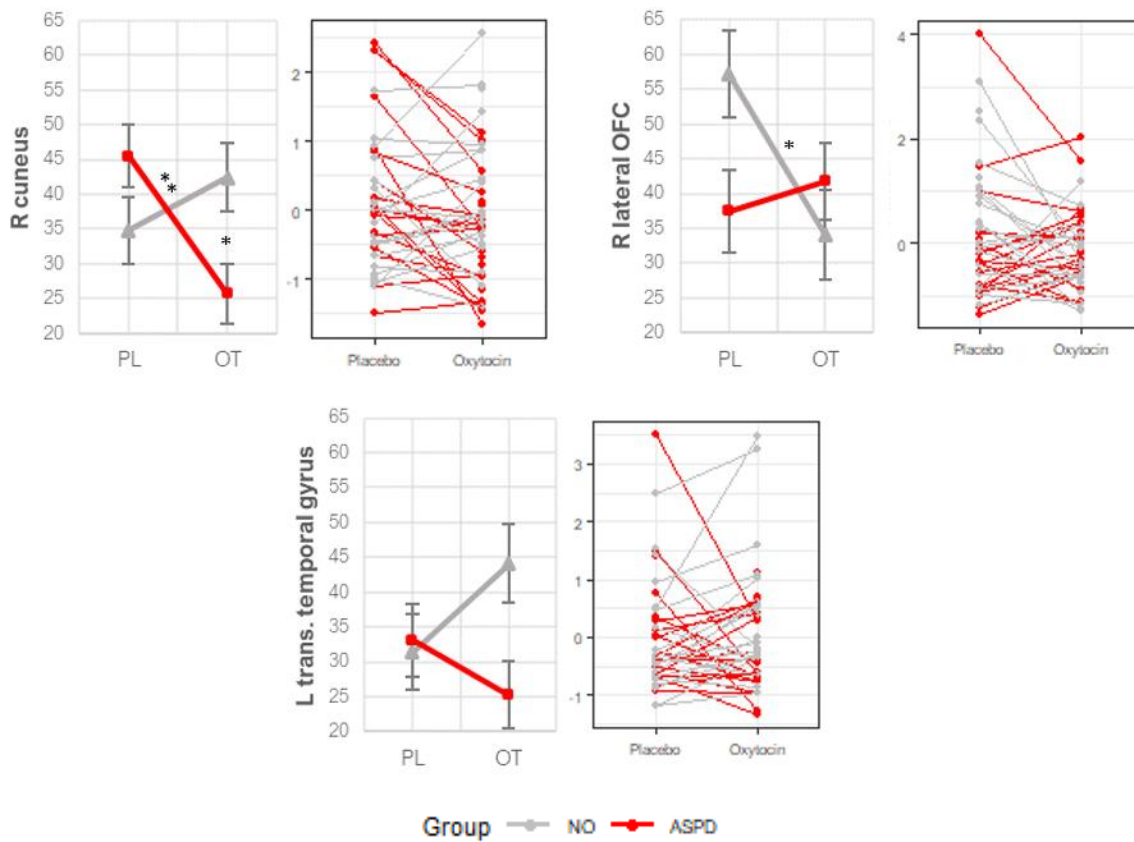 R cuneus
65
60
55
50
45
40
35
30
25
20
**
*
PL
OT
2
1
0
-1
Placebo
Oxytocin
R lateral OFC
65
60
55
50
45
40
35
30
25
20
*
PL
OT
4
2
0
Placebo
Oxytocin
L trans. temporal gyrus
65
60
55
50
45
40
35
30
25
20
PL
OT
3
2
1
0
-1
Placebo
Oxytocin
Group NO ASPD